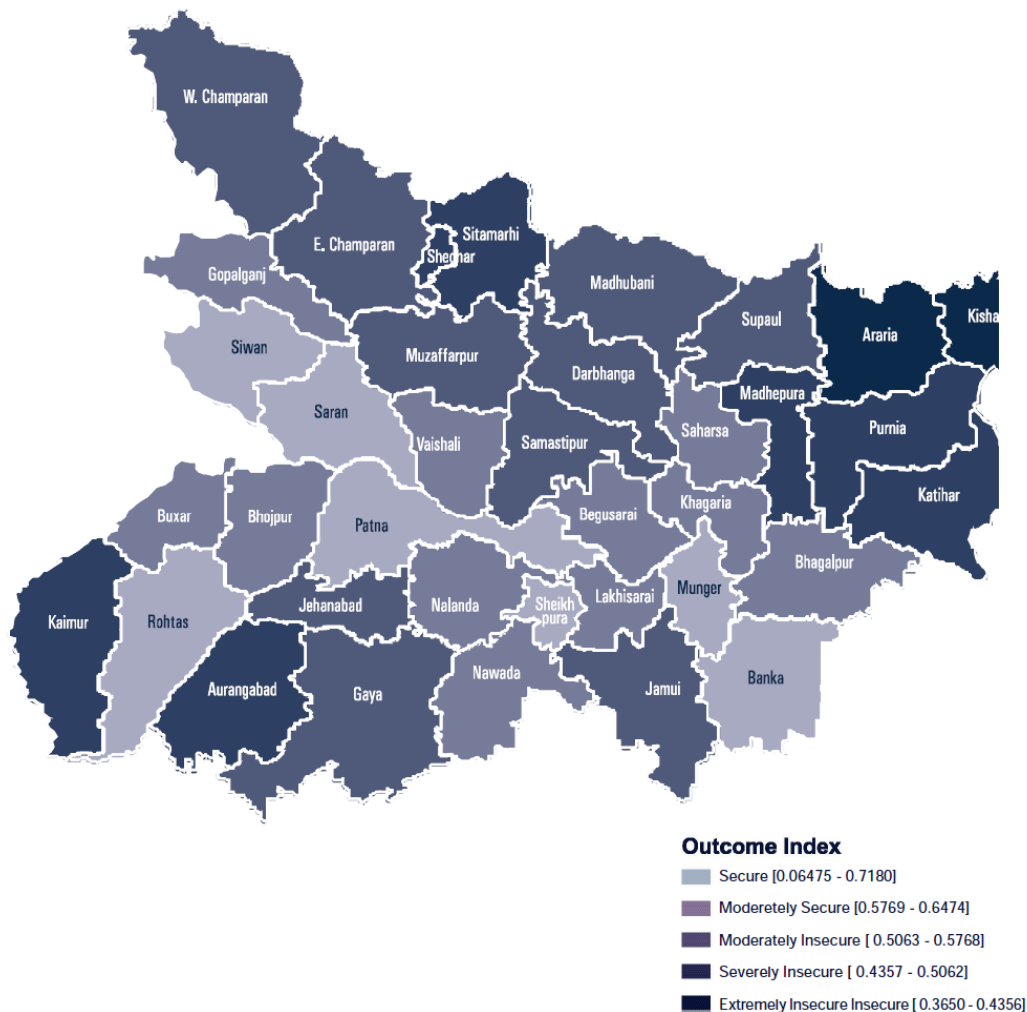 W. Champaran
E. Champaran
Sitamarhi
Sheohar
Gopalganj
Madhubani
Supaul
Araria
Kisha
Siwan
Muzaffarpur
Darbhanga
Madhepura
Saran
Vaishali
Samastipur
Saharsa
Purnia
Katihar
Buxar
Bhojpur
Patna
Begusarai
Khagaria
Bhagalpur
Kaimur
Rohtas
Jehanabad
Nalanda
Sheikh
pura
Lakhisarai
Munger
Aurangabad
Gaya
Nawada
Jamui
Banka
Outcome Index
Secure [0.06475 - 0.7180]
Moderetely Secure [0.5769 - 0.6474]
Moderately Insecure [ 0.5063 - 0.5768]
Severely Insecure [ 0.4357 - 0.5062]
Extremely Insecure Insecure [ 0.3650 - 0.4356]